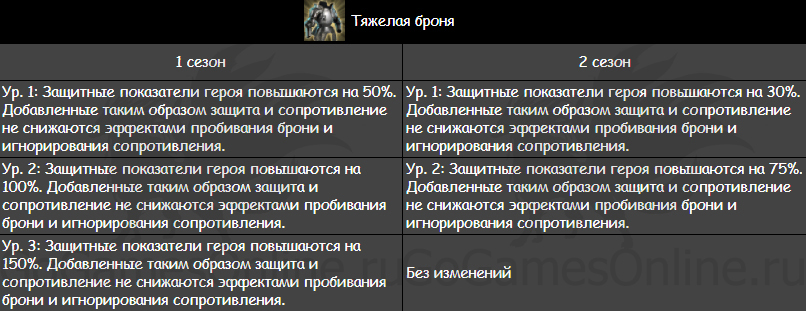 Тяжелая броня
1 сезон
2 сезон
Ур. 1: Защитные показатели героя повышаются на 50%.
Добавленные таким образом защита и сопротивление
не снижаются эффектами пробивания брони и
игнорирования сопротивления.
Ур. 1: Защитные показатели героя повышаются на 30%.
Добавленные таким образом защита и сопротивление
не снижаются эффектами пробивания брони и
игнорирования сопротивления.
Ур. 2: Защитные показатели героя повышаются на
100%. Добавленные таким образом защита и
сопротивление не снижаются эффектами пробивания
брони и игнорирования сопротивления.
Ур. 2: Защитные показатели героя повышаются на 75%.
Добавленные таким образом защита и сопротивление
не снижаются эффектами пробивания брони и
игнорирования сопротивления.
Ур. 3: Защитные показатели героя повышаются на
150%. Добавленные таким образом защита и
сопротивление не снижаются эффектами пробивания
брони и игнорирования сопротивления.
Без изменений